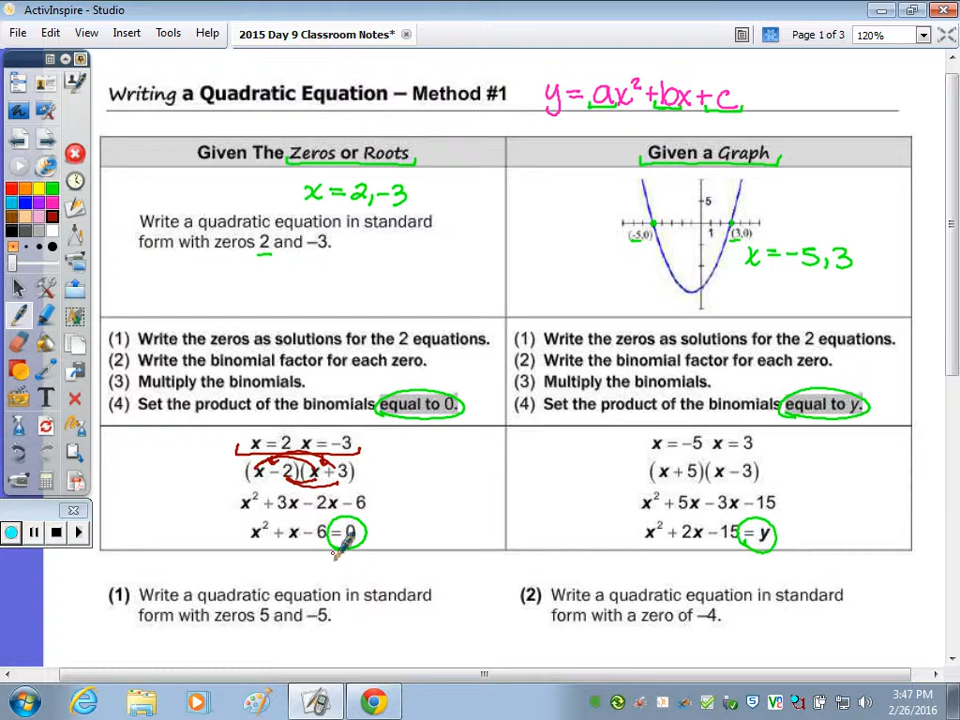 ActivInspire - Studio
File Edit View Insert Tools Help 2015 Day 9 Classroom Notes* Page 1 of 3 120%
Writing a Quadratic Equation – Method #1 y = ax²+bx+c
Given The Zeros or Roots
x = 2, -3
Write a quadratic equation in standard
form with zeros 2 and –3.
Given a Graph
5
(-5,0) 1 (3,0)
x = -5, 3
(1) Write the zeros as solutions for the 2 equations.
(2) Write the binomial factor for each zero.
(3) Multiply the binomials.
(4) Set the product of the binomials equal to 0.
(1) Write the zeros as solutions for the 2 equations.
(2) Write the binomial factor for each zero.
(3) Multiply the binomials.
(4) Set the product of the binomials equal to y.
x = 2 x = –3
(x – 2)(x + 3)
x² + 3x – 2x – 6
x² + x – 6 = 0
x = –5 x = 3
(x + 5)(x – 3)
x² + 5x – 3x – 15
x² + 2x – 15 = y
(1) Write a quadratic equation in standard
form with zeros 5 and –5.
(2) Write a quadratic equation in standard
form with a zero of –4.
3:47 PM
2/26/2016